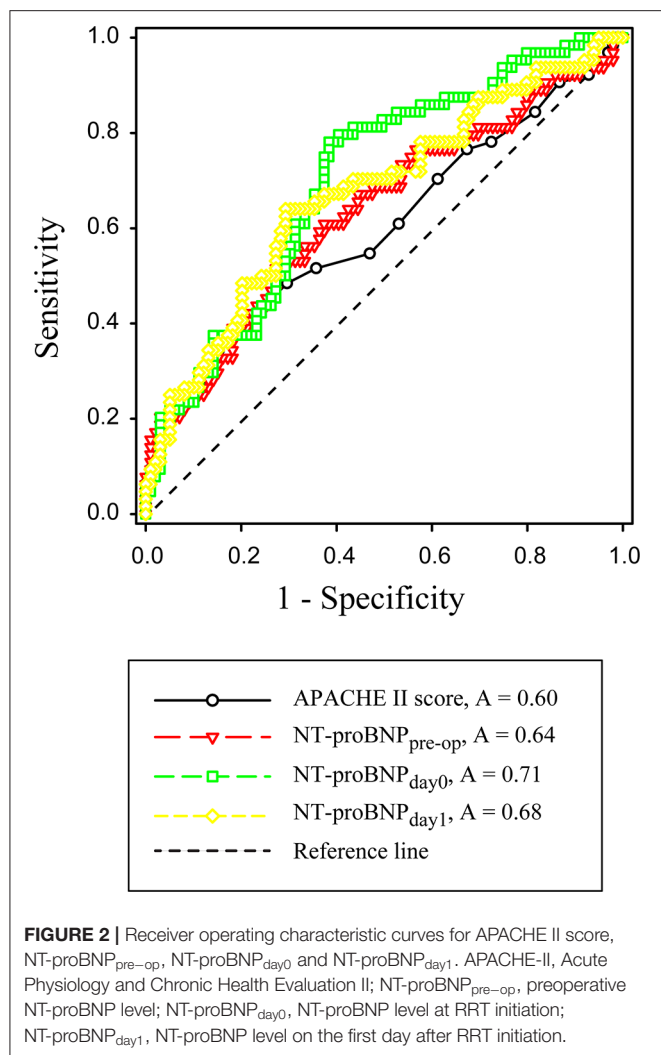 1.0
0.8
0.6
0.4
0.2
0.0
Sensitivity
0.0 0.2 0.4 0.6 0.8 1.0
1 - Specificity
APACHE II score, A = 0.60
NT-proBNPpre-op, A = 0.64
NT-proBNPday0, A = 0.71
NT-proBNPday1, A = 0.68
Reference line
FIGURE 2 | Receiver operating characteristic curves for APACHE II score,
NT-proBNPpre−op, NT-proBNPday0 and NT-proBNPday1. APACHE-II, Acute
Physiology and Chronic Health Evaluation II; NT-proBNPpre−op, preoperative
NT-proBNP level; NT-proBNPday0, NT-proBNP level at RRT initiation;
NT-proBNPday1, NT-proBNP level on the first day after RRT initiation.